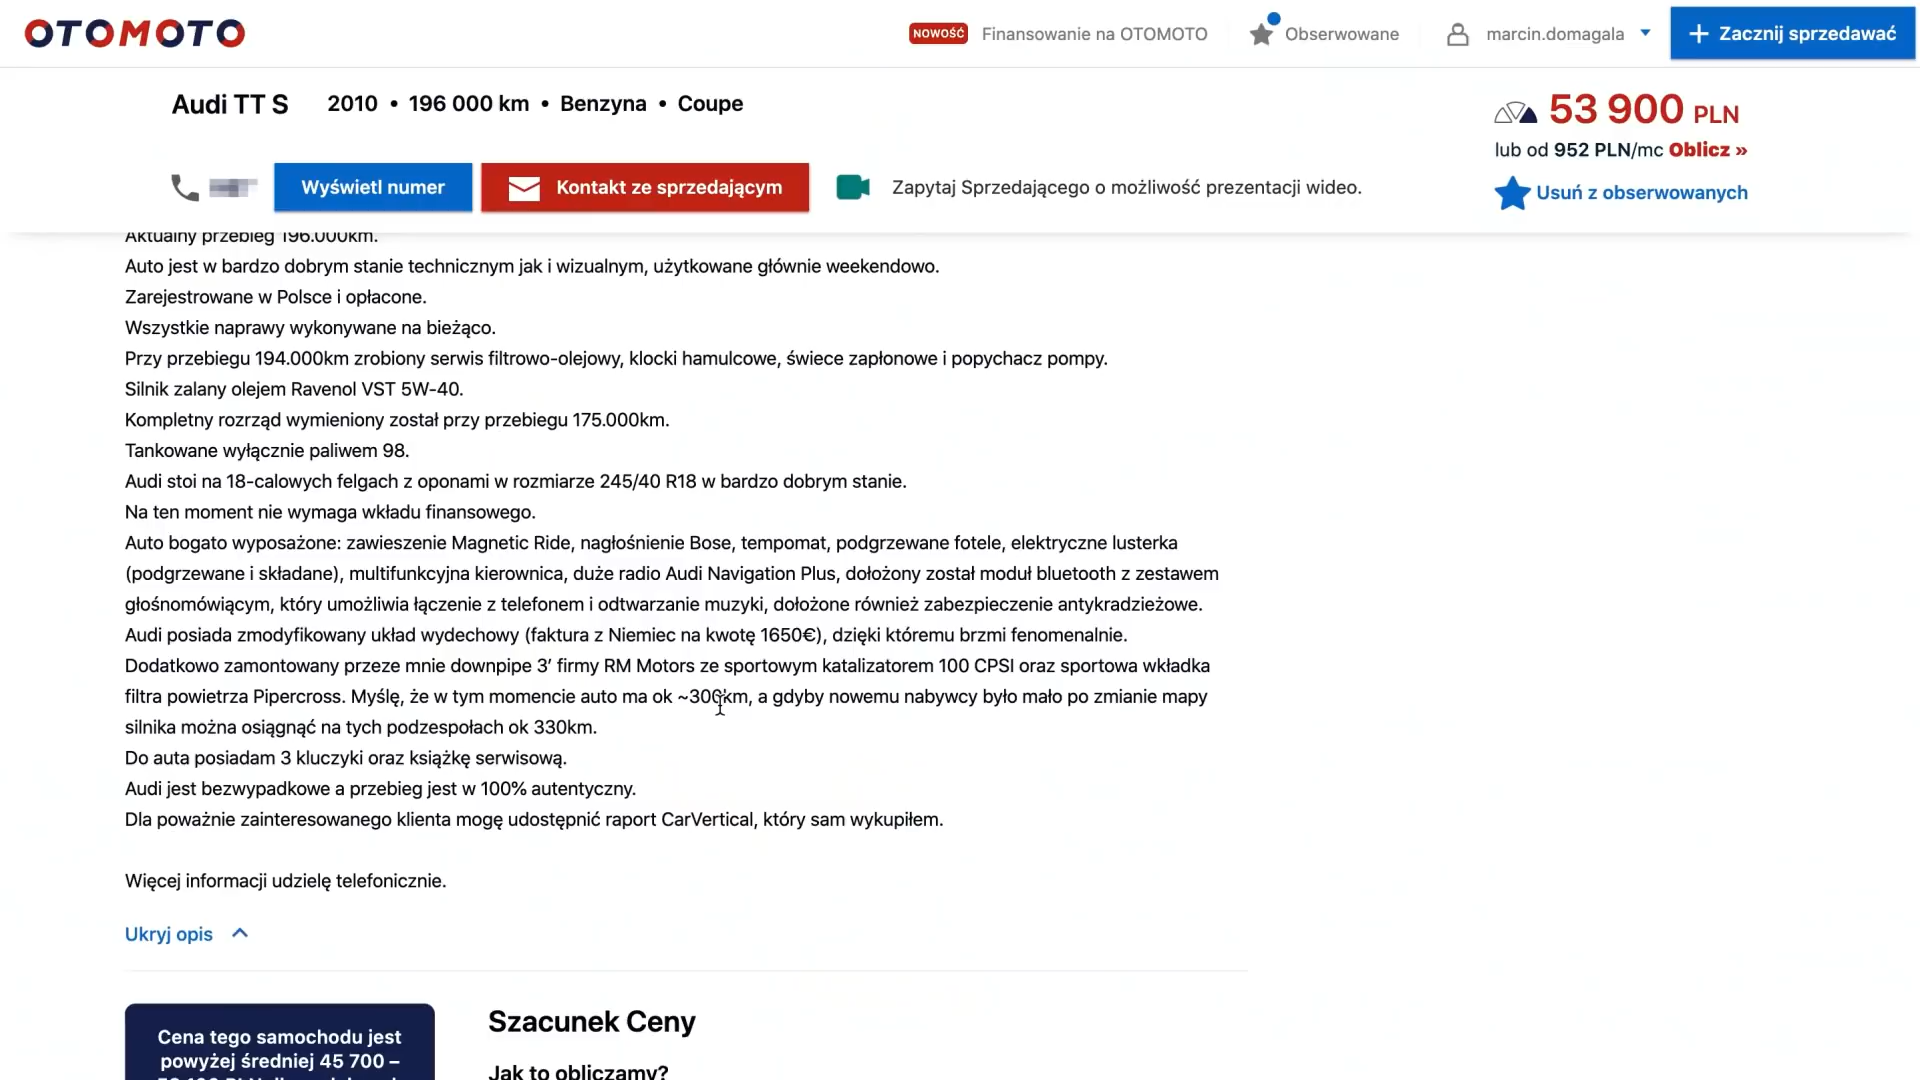 OTOMOTO
NOWOŚĆ Finansowanie na OTOMOTO Obserwowane marcin.domagala + Zacznij sprzedawać
Audi TT S 2010 • 196 000 km • Benzyna • Coupe
53 900 PLN
lub od 952 PLN/mc Oblicz »
Wyświetl numer Kontakt ze sprzedającym Zapytaj Sprzedającego o możliwość prezentacji wideo.
Usuń z obserwowanych
Aktualny przebieg 196.000km.
Auto jest w bardzo dobrym stanie technicznym jak i wizualnym, użytkowane głównie weekendowo.
Zarejestrowane w Polsce i opłacone.
Wszystkie naprawy wykonywane na bieżąco.
Przy przebiegu 194.000km zrobiony serwis filtrowo-olejowy, klocki hamulcowe, świece zapłonowe i popychacz pompy.
Silnik zalany olejem Ravenol VST 5W-40.
Kompletny rozrząd wymieniony został przy przebiegu 175.000km.
Tankowane wyłącznie paliwem 98.
Audi stoi na 18-calowych felgach z oponami w rozmiarze 245/40 R18 w bardzo dobrym stanie.
Na ten moment nie wymaga wkładu finansowego.
Auto bogato wyposażone: zawieszenie Magnetic Ride, nagłośnienie Bose, tempomat, podgrzewane fotele, elektryczne lusterka
(podgrzewane i składane), multifunkcyjna kierownica, duże radio Audi Navigation Plus, dołożony został moduł bluetooth z zestawem
głośnomówiącym, który umożliwia łączenie z telefonem i odtwarzanie muzyki, dołożone również zabezpieczenie antykradzieżowe.
Audi posiada zmodyfikowany układ wydechowy (faktura z Niemiec na kwotę 1650€), dzięki któremu brzmi fenomenalnie.
Dodatkowo zamontowany przeze mnie downpipe 3’ firmy RM Motors ze sportowym katalizatorem 100 CPSI oraz sportowa wkładka
filtra powietrza Pipercross. Myślę, że w tym momencie auto ma ok ~300km, a gdyby nowemu nabywcy było mało po zmianie mapy
silnika można osiągnąć na tych podzespołach ok 330km.
Do auta posiadam 3 kluczyki oraz książkę serwisową.
Audi jest bezwypadkowe a przebieg jest w 100% autentyczny.
Dla poważnie zainteresowanego klienta mogę udostępnić raport CarVertical, który sam wykupiłem.
Więcej informacji udzielę telefonicznie.
Ukryj opis
Cena tego samochodu jest
powyżej średniej 45 700 –
Szacunek Ceny
Jak to obliczamy?